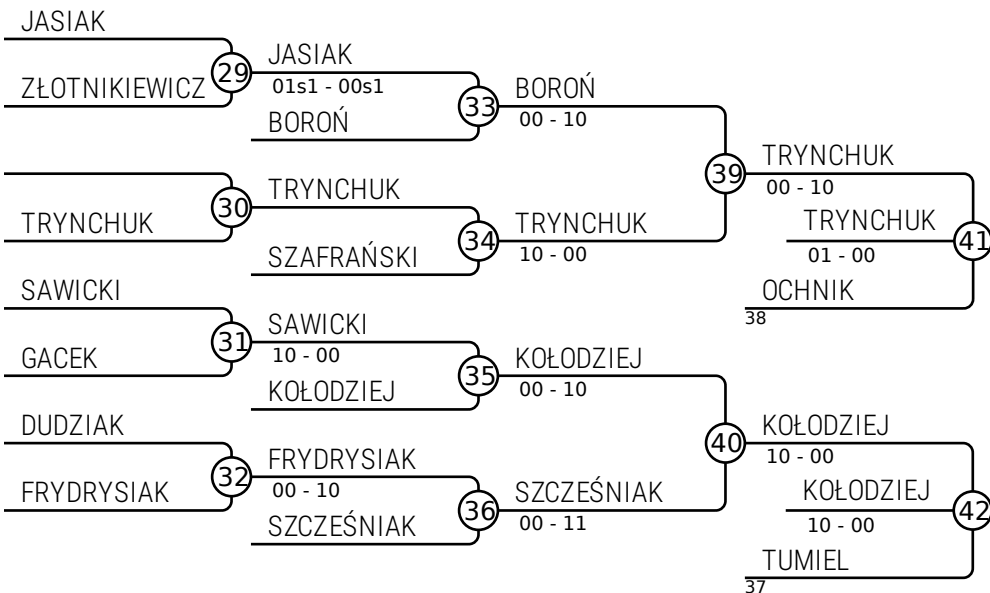 JASIAK
29
ZŁOTNIKIEWICZ
JASIAK
01s1 - 00s1
33
BOROŃ
BOROŃ
00 - 10
39
30
TRYNCHUK
TRYNCHUK
34
SZAFRAŃSKI
TRYNCHUK
10 - 00
TRYNCHUK
00 - 10
TRYNCHUK
01 - 00
41
OCHNIK
38
SAWICKI
31
GACEK
SAWICKI
10 - 00
35
KOŁODZIEJ
KOŁODZIEJ
00 - 10
40
DUDZIAK
32
FRYDRYSIAK
FRYDRYSIAK
00 - 10
36
SZCZEŚNIAK
SZCZEŚNIAK
00 - 11
KOŁODZIEJ
10 - 00
KOŁODZIEJ
10 - 00
42
TUMIEL
37